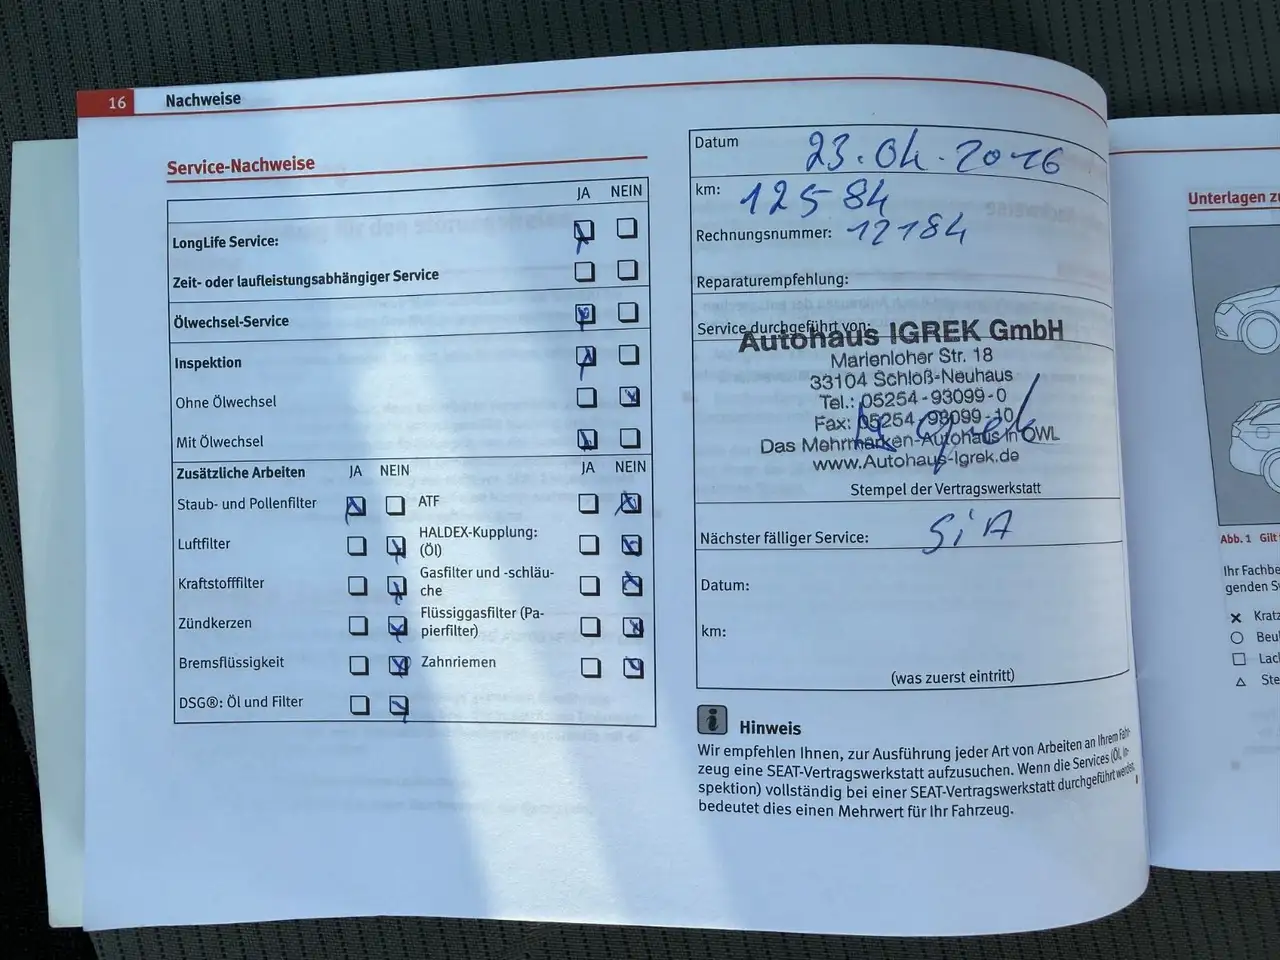 16 Nachweise
Service-Nachweise
JA NEIN
LongLife Service:
Zeit- oder laufleistungsabhängiger Service
Ölwechsel-Service
Inspektion
Ohne Ölwechsel
Mit Ölwechsel
Zusätzliche Arbeiten JA NEIN JA NEIN
Staub- und Pollenfilter ATF
Luftfilter HALDEX-Kupplung:
(Öl)
Kraftstofffilter Gasfilter und -schläu-
che
Zündkerzen Flüssiggasfilter (Pa-
pierfilter)
Bremsflüssigkeit Zahnriemen
DSG®: Öl und Filter
Datum 23.04.2016
km: 12584
Rechnungsnummer: 12184
Reparaturempfehlung:
Service durchgeführt von:
Autohaus IGREK GmbH
Marienloher Str. 18
33104 Schloß-Neuhaus
Tel.: 05254-93099-0
Fax: 05254-93099-10
Das Mehrmarken-Autohaus in OWL
www.Autohaus-Igrek.de
Stempel der Vertragswerkstatt
Nächster fälliger Service: SiA
Datum:
km:
(was zuerst eintritt)
i Hinweis
Wir empfehlen Ihnen, zur Ausführung jeder Art von Arbeiten an Ihrem Fahr-
zeug eine SEAT-Vertragswerkstatt aufzusuchen. Wenn die Services (Öl, In-
spektion) vollständig bei einer SEAT-Vertragswerkstatt durchgeführt werden,
bedeutet dies einen Mehrwert für Ihr Fahrzeug.
Unterlagen zu
Abb. 1 Gilt
Ihr Fachbe
genden S
Kratz
Beul
Lac
Ste